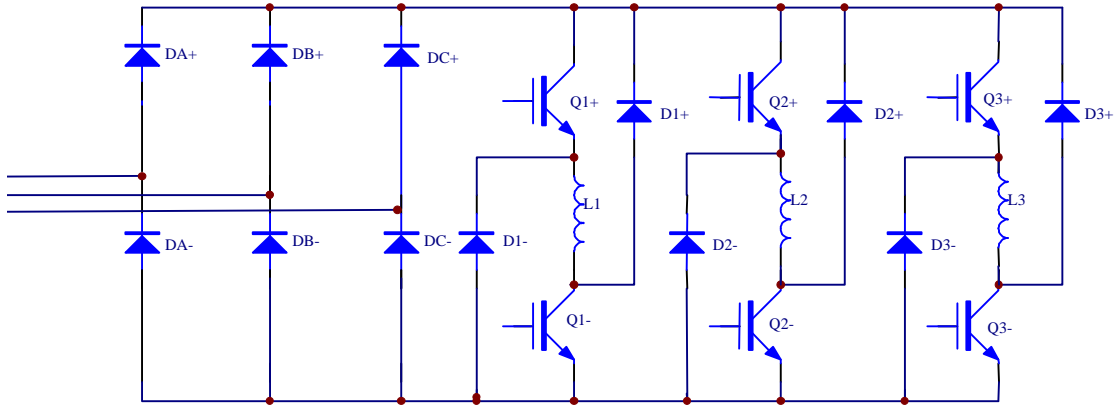 DA+
DB+
DC+
Q1+
D1+
Q2+
D2+
Q3+
D3+
L1
L2
L3
DA-
DB-
DC-
D1-
D2-
D3-
Q1-
Q2-
Q3-